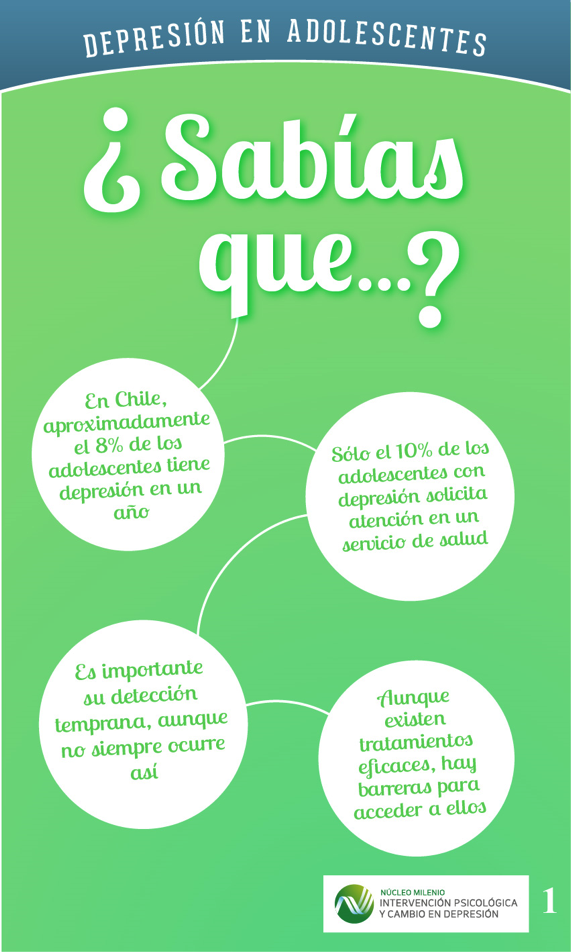 DEPRESIÓN EN ADOLESCENTES
¿Sabías
que...?
En Chile,
aproximadamente
el 8% de los
adolescentes tiene
depresión en un
año
Sólo el 10% de los
adolescentes con
depresión solicita
atención en un
servicio de salud
Es importante
su detección
temprana, aunque
no siempre ocurre
así
Aunque
existen
tratamientos
eficaces, hay
barreras para
acceder a ellos
NÚCLEO MILENIO
INTERVENCIÓN PSICOLÓGICA
Y CAMBIO EN DEPRESIÓN
1